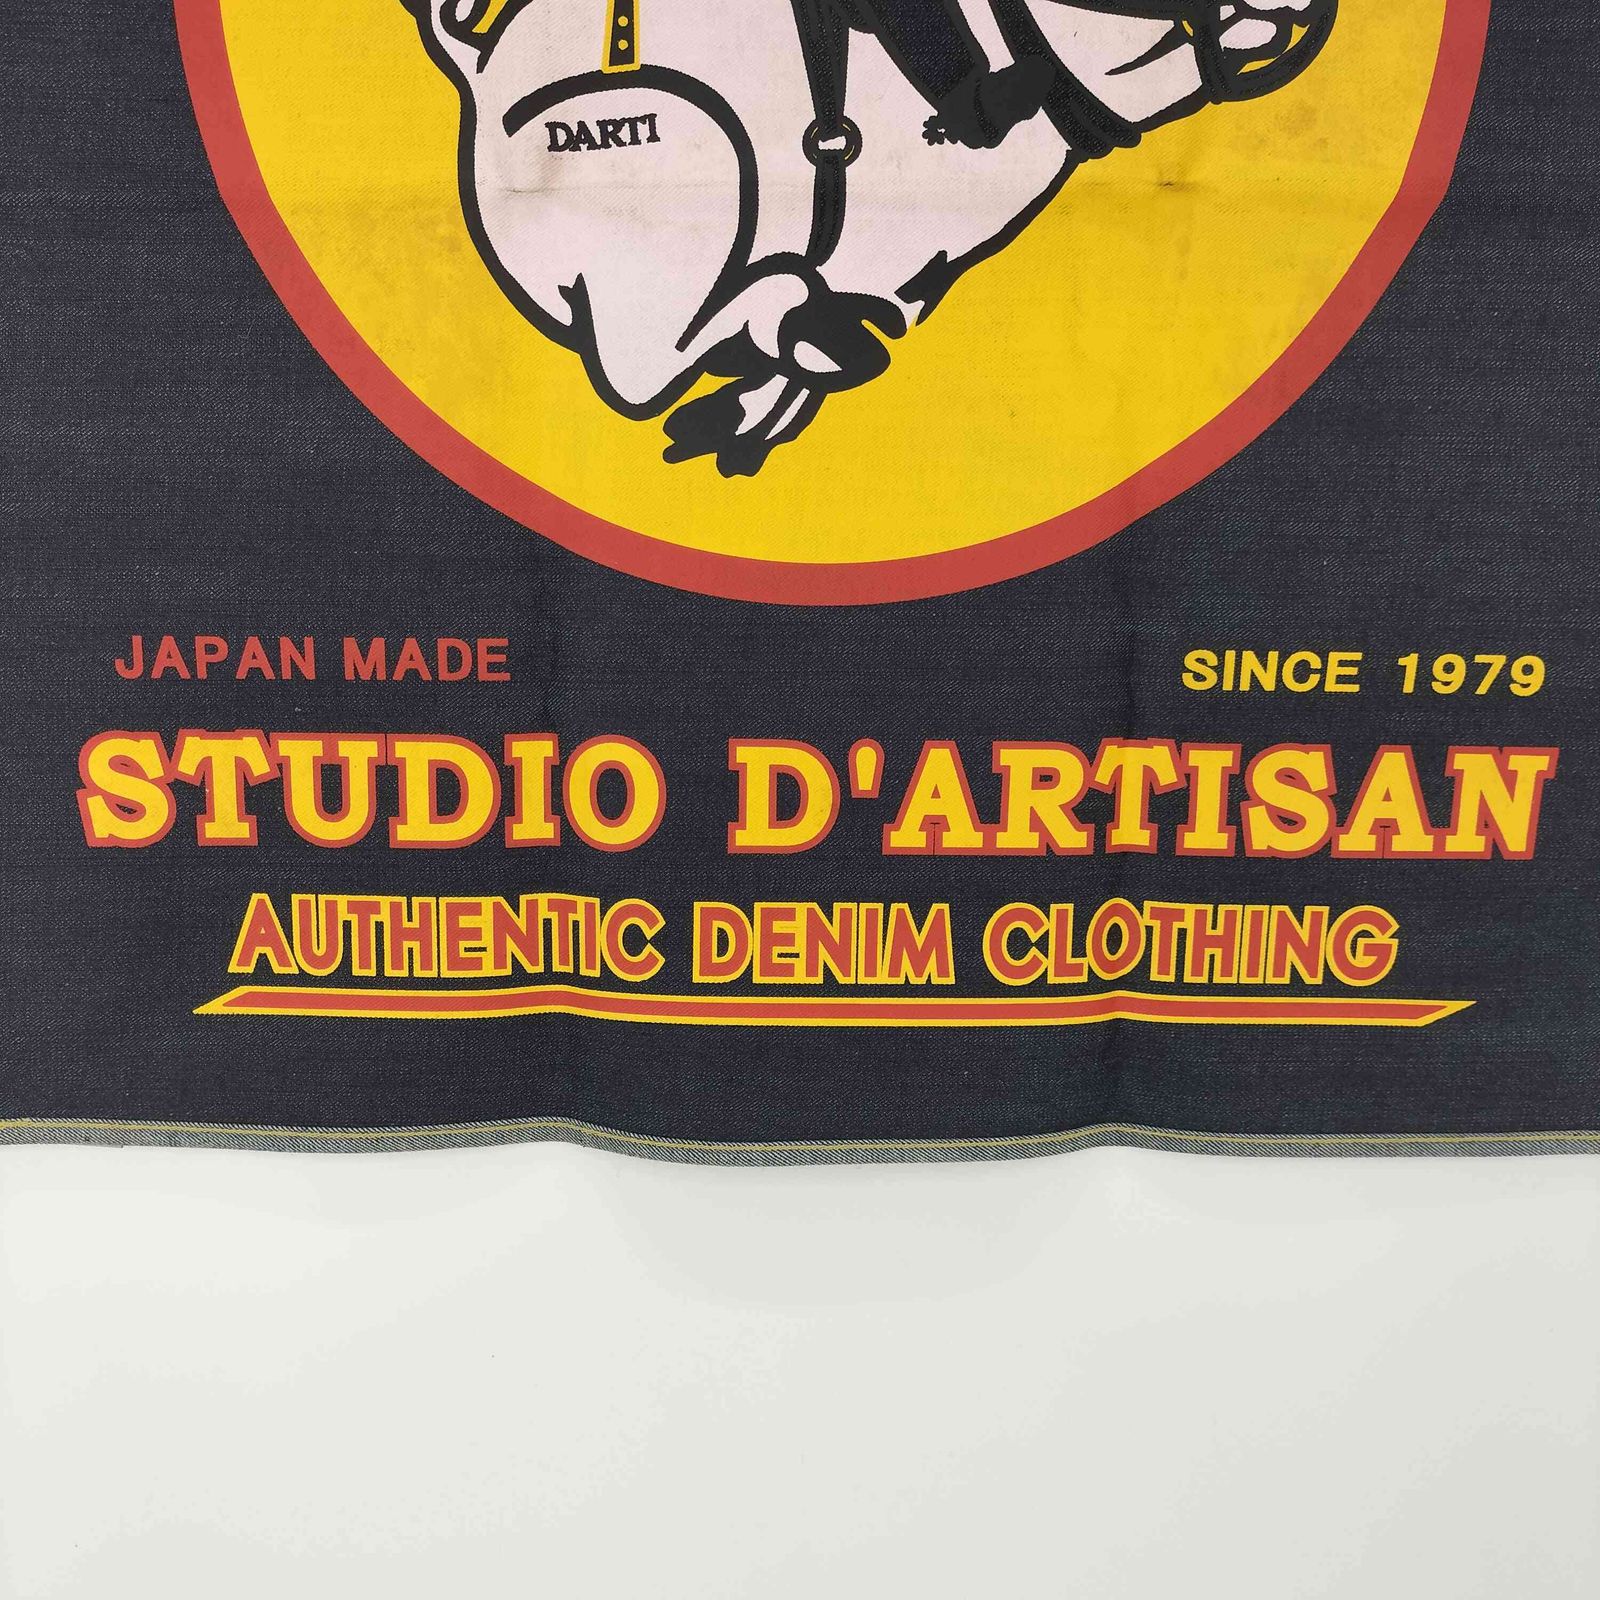 DARTI
JAPAN MADE
SINCE 1979
STUDIO D'ARTISAN
AUTHENTIC DENIM CLOTHING